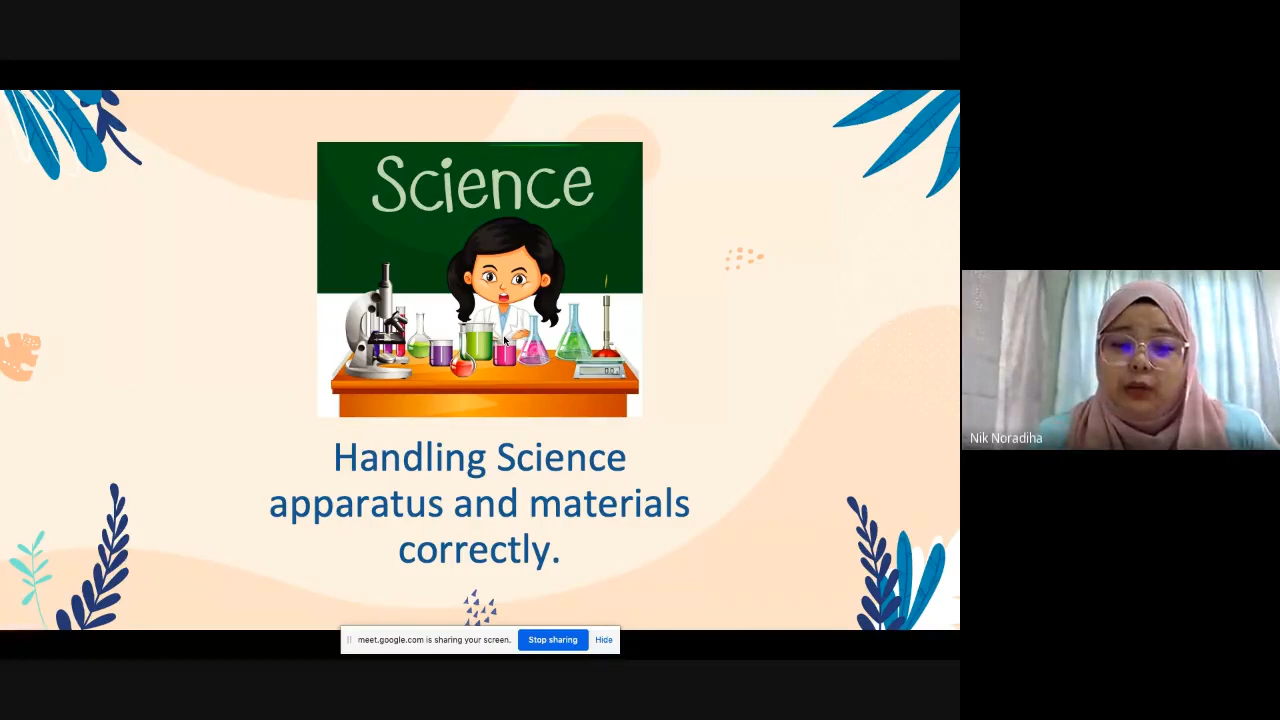 Science
Handling Science
apparatus and materials
correctly.
meet.google.com is sharing your screen.
Stop sharing
Hide
Nik Noradiha